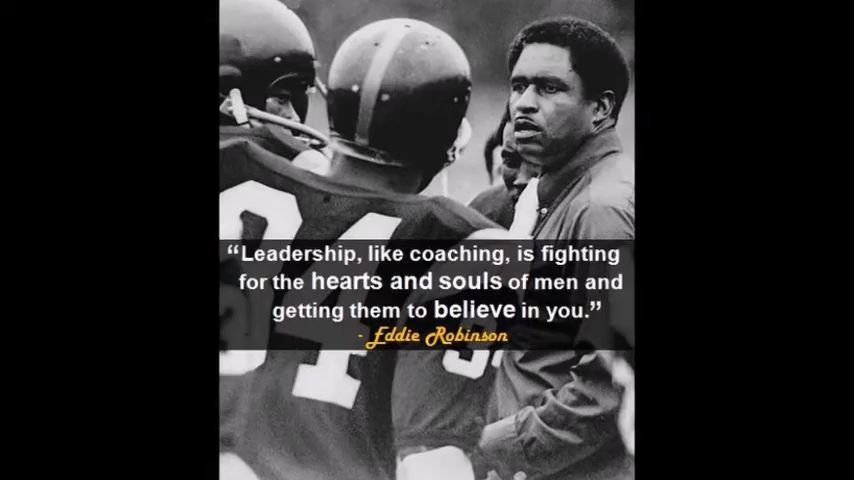 “Leadership, like coaching, is fighting
for the hearts and souls of men and
getting them to believe in you.”
- Eddie Robinson
84